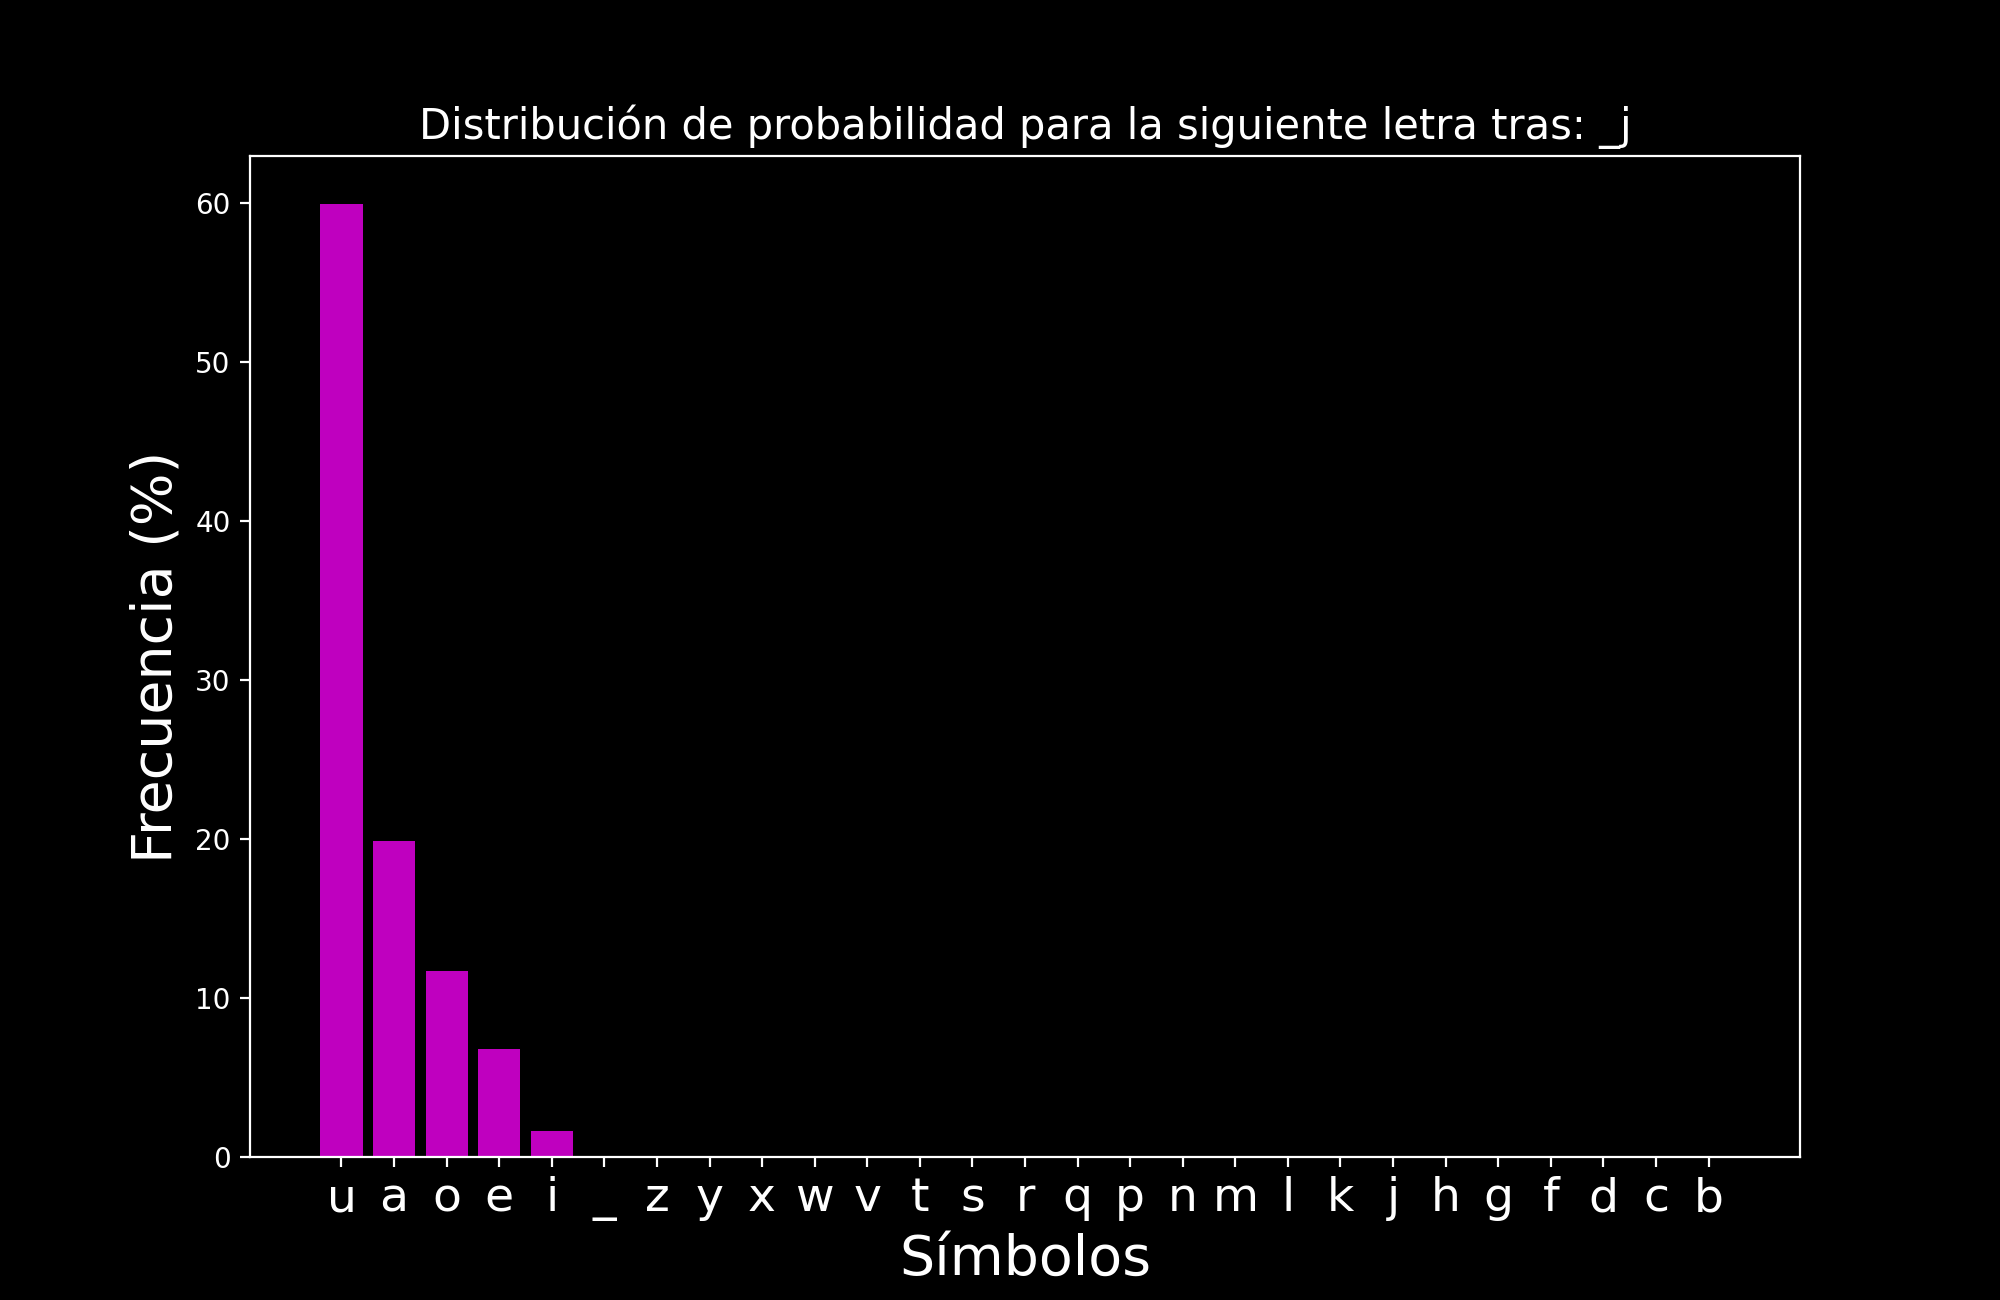 Distribución de probabilidad para la siguiente letra tras: _j
Frecuencia (%)
60
50
40
30
20
10
0
u a o e i _ z y x w v t s r q p n m l k j h g f d c b
Símbolos